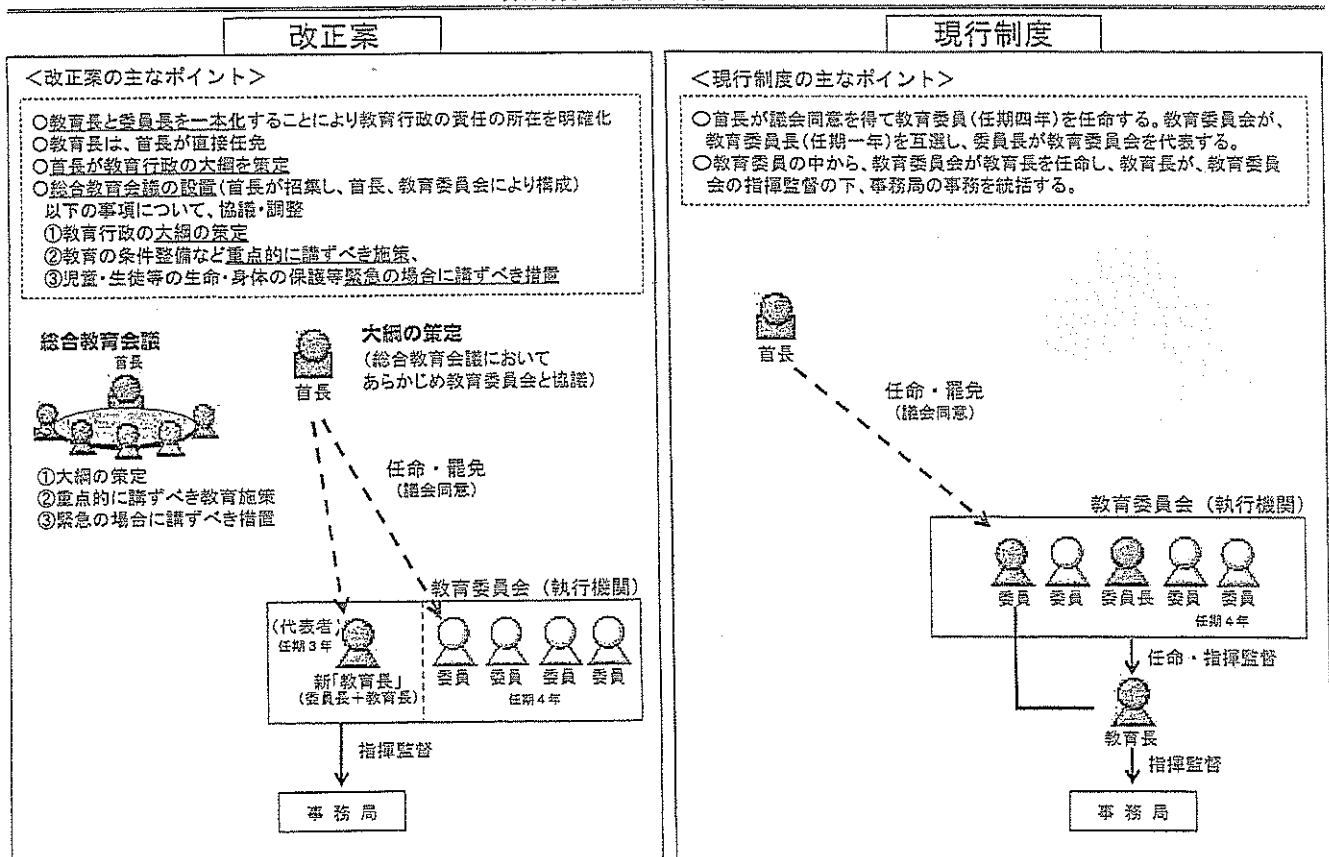 改正案
<改正案の主なポイント>
○教育長と委員長を一本化することにより教育行政の責任の所在を明確化
○教育長は、首長が直接任免
○首長が教育行政の大綱を策定
○総合教育会議の設置(首長が招集し、首長、教育委員会により構成)
以下の事項について、協議・調整
①教育行政の大綱の策定
②教育の条件整備など重点的に講ずべき施策、
③児童・生徒等の生命・身体の保護等緊急の場合に講ずべき措置
総合教育会議
首長
①大綱の策定
②重点的に講ずべき教育施策
③緊急の場合に講ずべき措置
首長
大綱の策定
(総合教育会議において
あらかじめ教育委員会と協議)
任命・罷免
(議会同意)
教育委員会(執行機関)
(代表者)
任期3年
新「教育長」
(委員長+教育長)
委員 委員 委員 委員
任期4年
指揮監督
事務局
現行制度
<現行制度の主なポイント>
○首長が議会同意を得て教育委員(任期四年)を任命する。教育委員会が、
教育委員長(任期一年)を互選し、委員長が教育委員会を代表する。
○教育委員の中から、教育委員会が教育長を任命し、教育長が、教育委員
会の指揮監督の下、事務局の事務を統括する。
首長
任命・罷免
(議会同意)
教育委員会(執行機関)
委員 委員 委員長 委員 委員
任期4年
任命・指揮監督
教育長
指揮監督
事務局